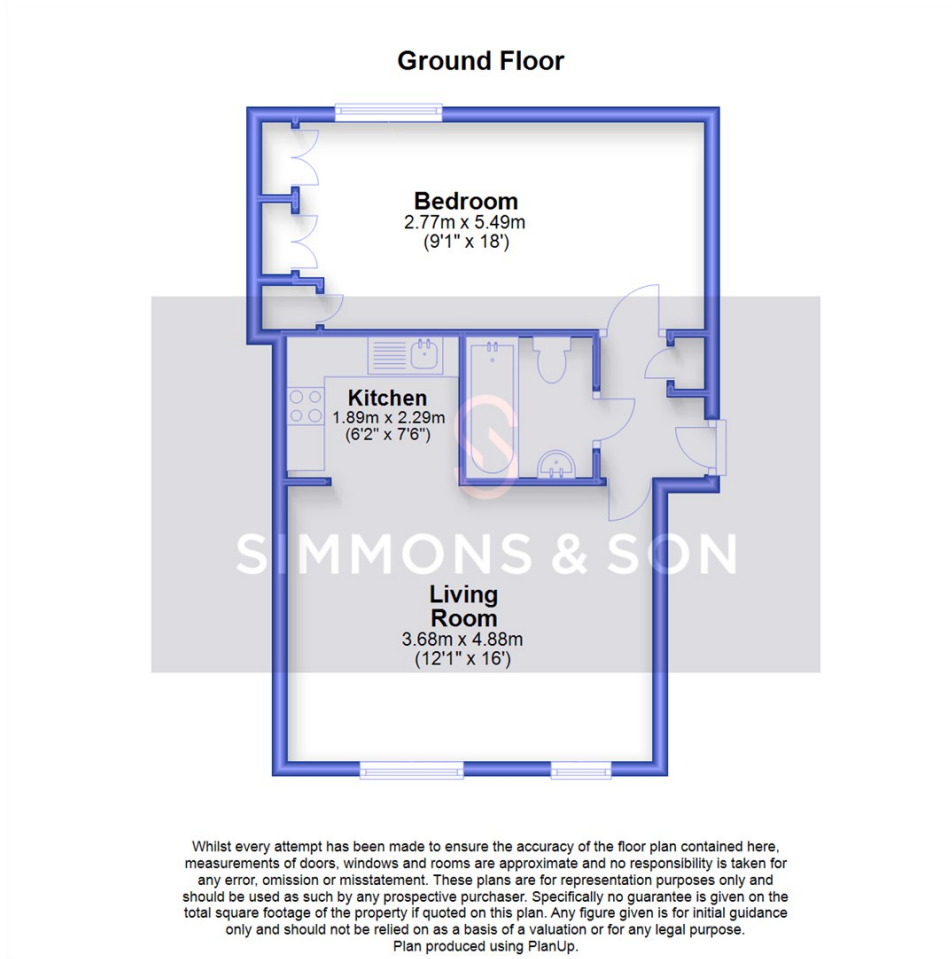 Ground Floor
Bedroom
2.77m x 5.49m
(9'1" x 18')
Kitchen
1.89m x 2.29m
(6'2" x 7'6")
SIMMONS & SON
Living
Room
3.68m x 4.88m
(12'1" x 16')
Whilst every attempt has been made to ensure the accuracy of the floor plan contained here,
measurements of doors, windows and rooms are approximate and no responsibility is taken for
any error, omission or misstatement. These plans are for representation purposes only and
should be used as such by any prospective purchaser. Specifically no guarantee is given on the
total square footage of the property if quoted on this plan. Any figure given is for initial guidance
only and should not be relied on as a basis of a valuation or for any legal purpose.
Plan produced using PlanUp.